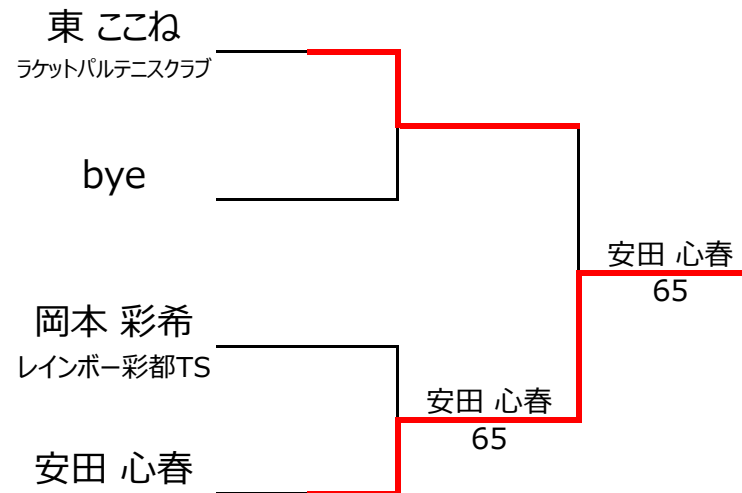 東 ここね
ラケットパルテニスクラブ
bye
安田 心春
65
岡本 彩希
レインボー彩都TS
安田 心春
65
安田 心春